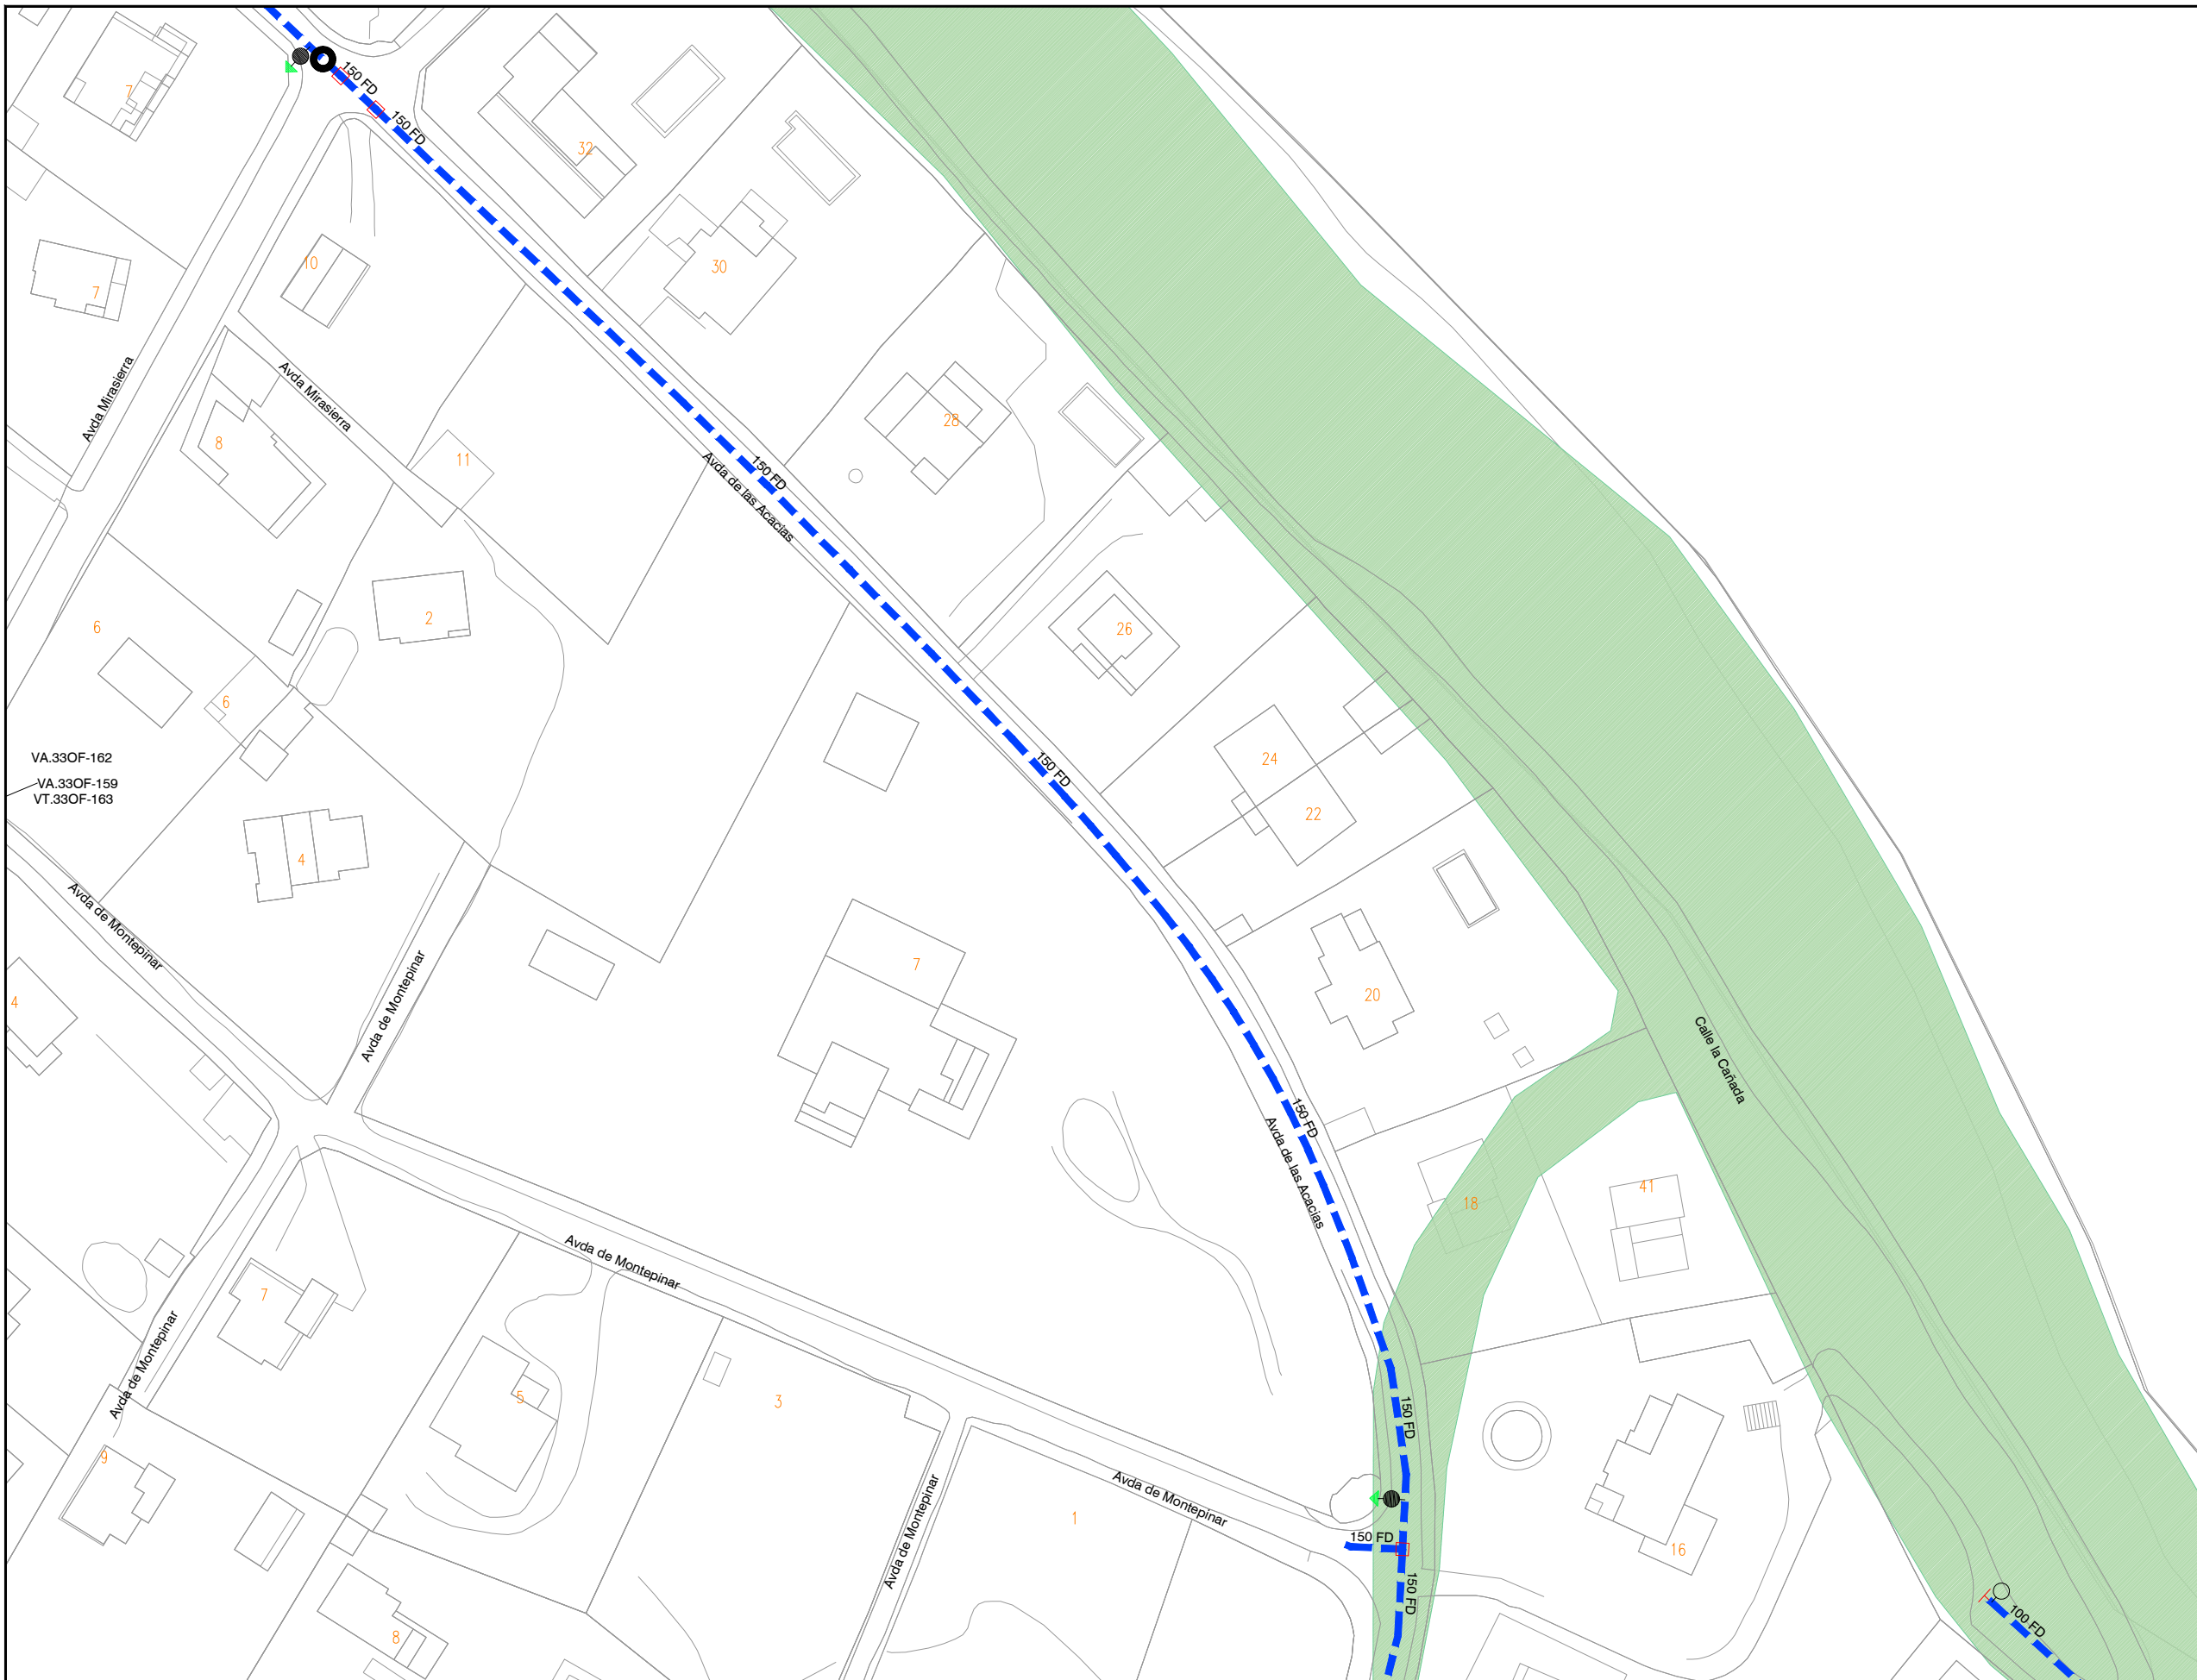 150 FD
150 FD
7
32
10
30
7
Avda Mirasierra
Avda Mirasierra
28
8
11
150 FD
Avda de las Acacias
2
26
6
6
VA.33OF-162
VA.33OF-159
VT.33OF-163
24
150 FD
22
4
Avda de Montepinar
Avda de Montepinar
7
20
4
Calle la Cañada
150 FD
Avda de las Acacias
18
41
Avda de Montepinar
7
Avda de Montepinar
5
3
150 FD
9
Avda de Montepinar
Avda de Montepinar
1
150 FD
16
150 FD
100 FD
8